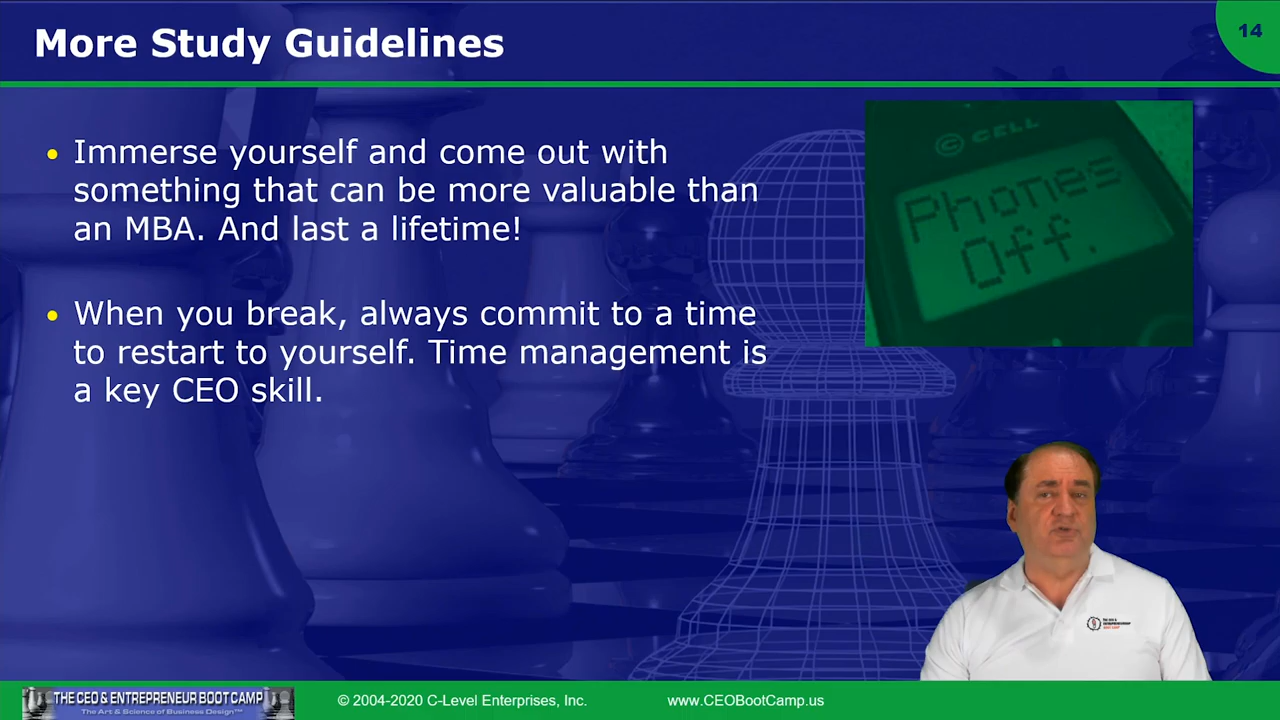 More Study Guidelines
14
Immerse yourself and come out with
something that can be more valuable than
an MBA. And last a lifetime!
When you break, always commit to a time
to restart to yourself. Time management is
a key CEO skill.
© CELL
Phones
Off.
THE CEO & ENTREPRENEUR BOOT CAMP
The Art & Science of Business Design™
© 2004-2020 C-Level Enterprises, Inc.
www.CEOBootCamp.us